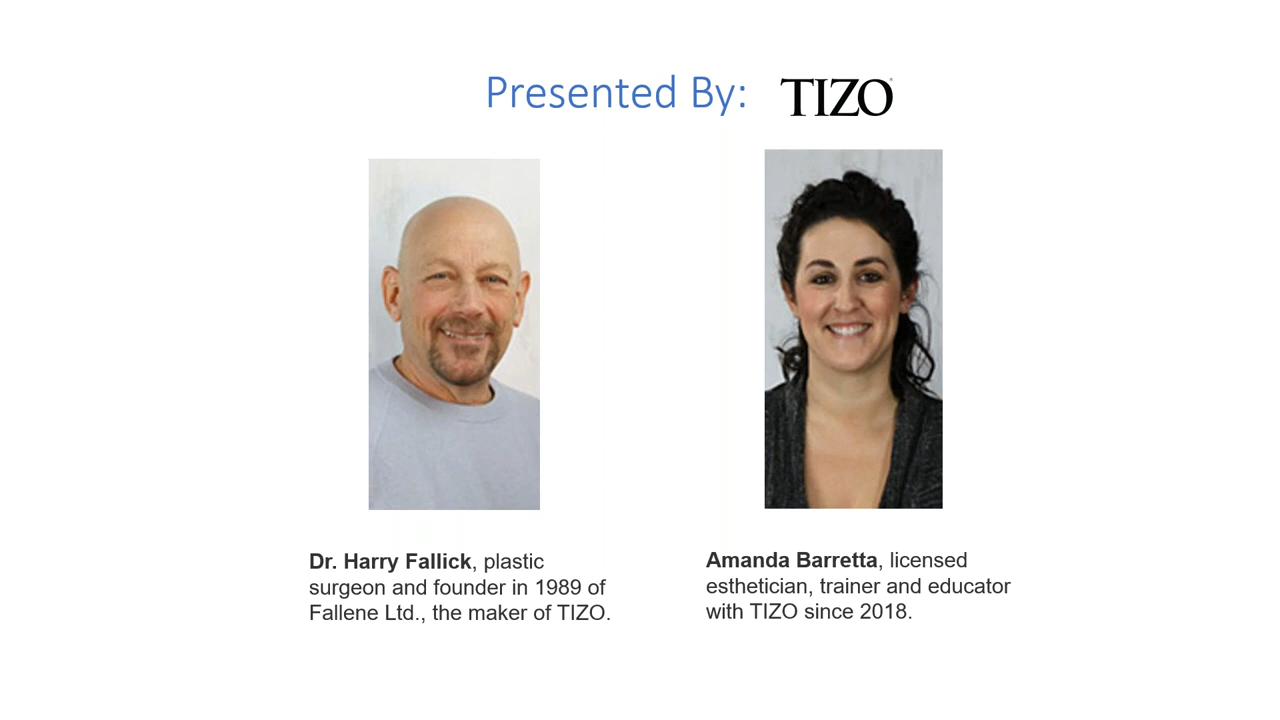 Presented By: TIZO
Dr. Harry Fallick, plastic
surgeon and founder in 1989 of
Fallene Ltd., the maker of TIZO.
Amanda Barretta, licensed
esthetician, trainer and educator
with TIZO since 2018.